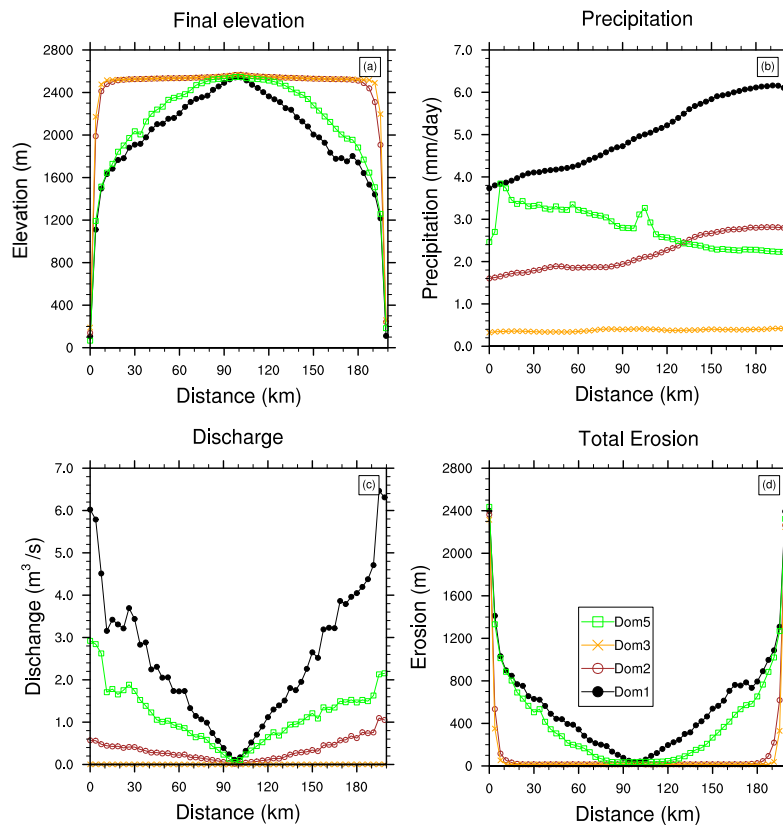 Final elevation
(a)
2800
2400
2000
1600
1200
800
400
0
Elevation (m)
0 30 60 90 120 150 180
Distance (km)
Precipitation
(b)
7.0
6.0
5.0
4.0
3.0
2.0
1.0
0.0
Precipitation (mm/day)
0 30 60 90 120 150 180
Distance (km)
Discharge
(c)
7.0
6.0
5.0
4.0
3.0
2.0
1.0
0.0
Dischange (m³/s)
0 30 60 90 120 150 180
Distance (km)
Total Erosion
(d)
2800
2400
2000
1600
1200
800
400
0
Erosion (m)
Dom5
Dom3
Dom2
Dom1
0 30 60 90 120 150 180
Distance (km)